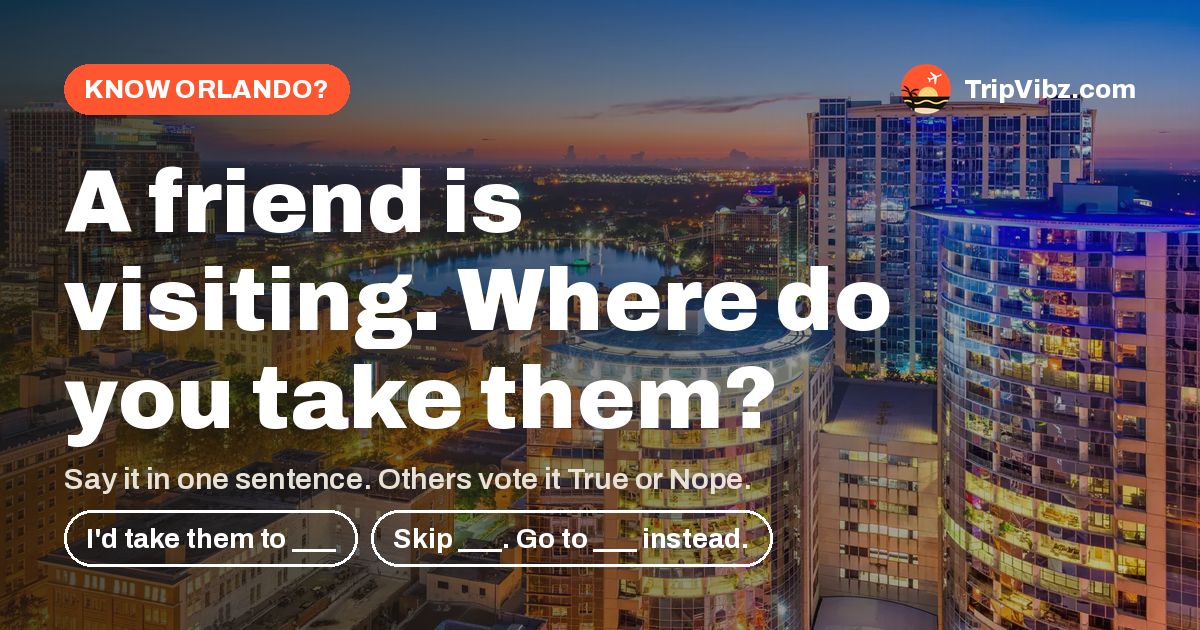 KNOW ORLANDO?
TripVibz.com
A friend is
visiting. Where do
you take them?
Say it in one sentence. Others vote it True or Nope.
I'd take them to ___
Skip ___. Go to ___ instead.